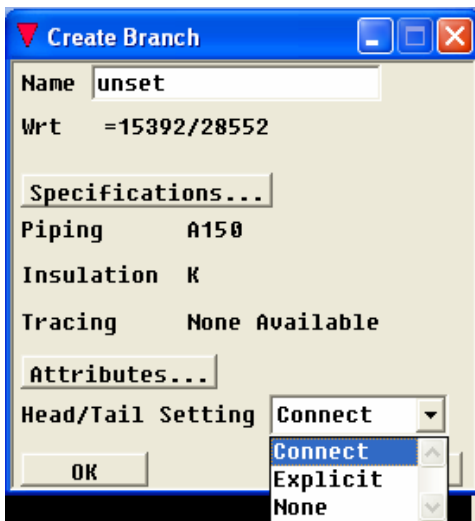 Create Branch
Name unset
Wrt =15392/28552
Specifications...
Piping A150
Insulation K
Tracing None Available
Attributes...
Head/Tail Setting Connect
Connect
OK
Explicit
None